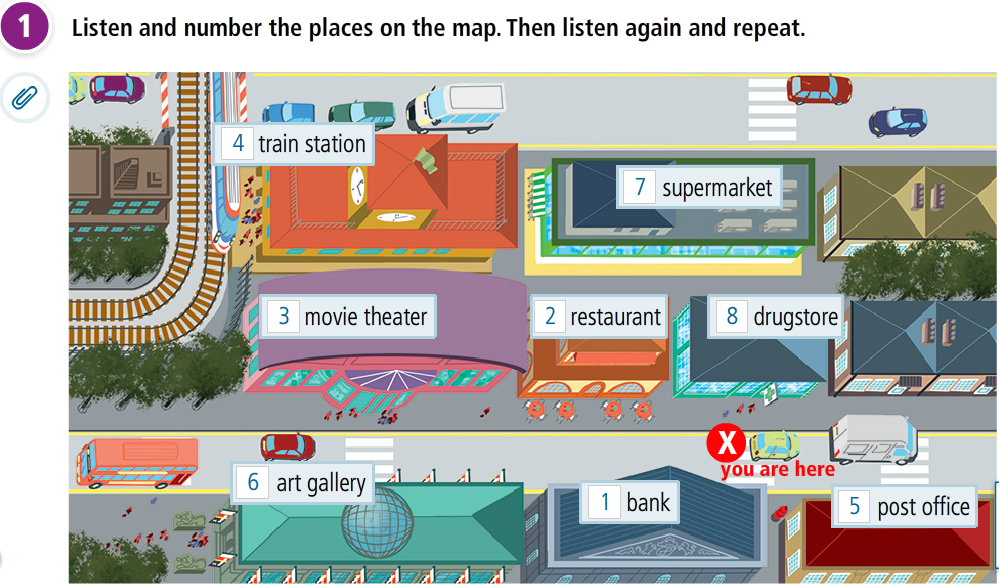 1 Listen and number the places on the map. Then listen again and repeat.
4 train station
7 supermarket
3 movie theater
2 restaurant
8 drugstore
X
you are here
6 art gallery
1 bank
5 post office